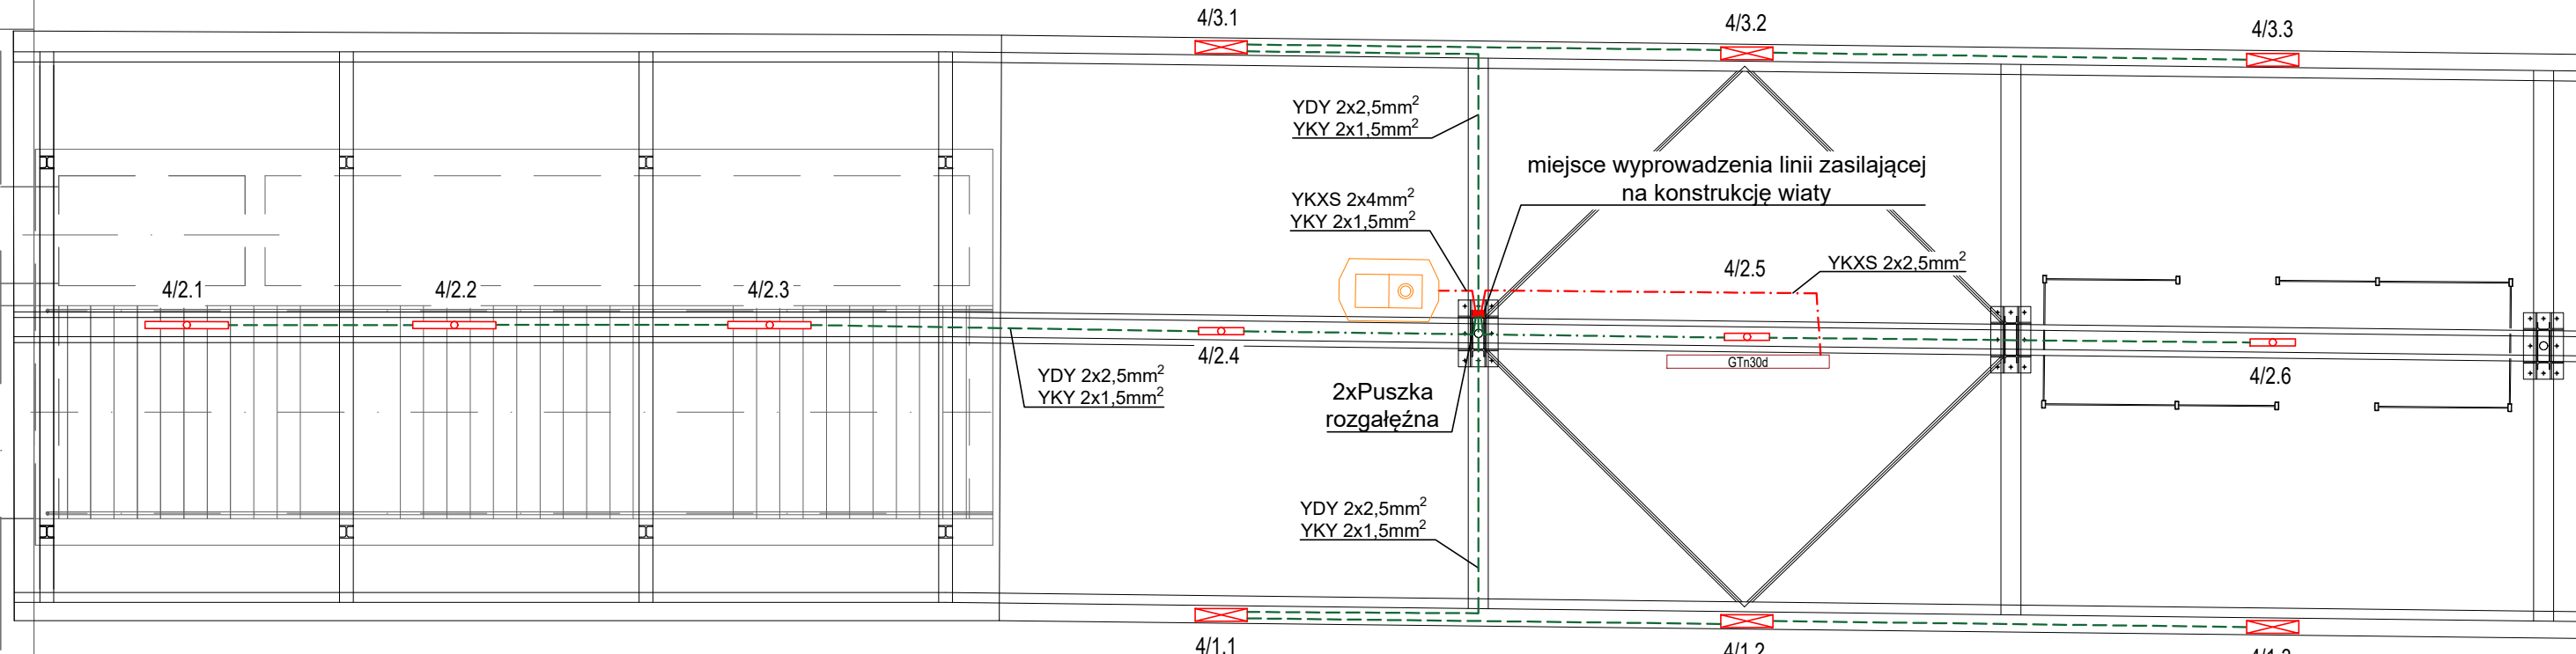 4/3.1
4/3.2
4/3.3
YDY 2x2,5mm²
YKY 2x1,5mm²
miejsce wyprowadzenia linii zasilającej
na konstrukcję wiaty
YKXS 2x4mm²
YKY 2x1,5mm²
4/2.5
YKXS 2x2,5mm²
4/2.1
4/2.2
4/2.3
4/2.4
GTn30d
4/2.6
YDY 2x2,5mm²
YKY 2x1,5mm²
2xPuszka
rozgałęźna
YDY 2x2,5mm²
YKY 2x1,5mm²
4/1.1
4/1.2
4/1.3